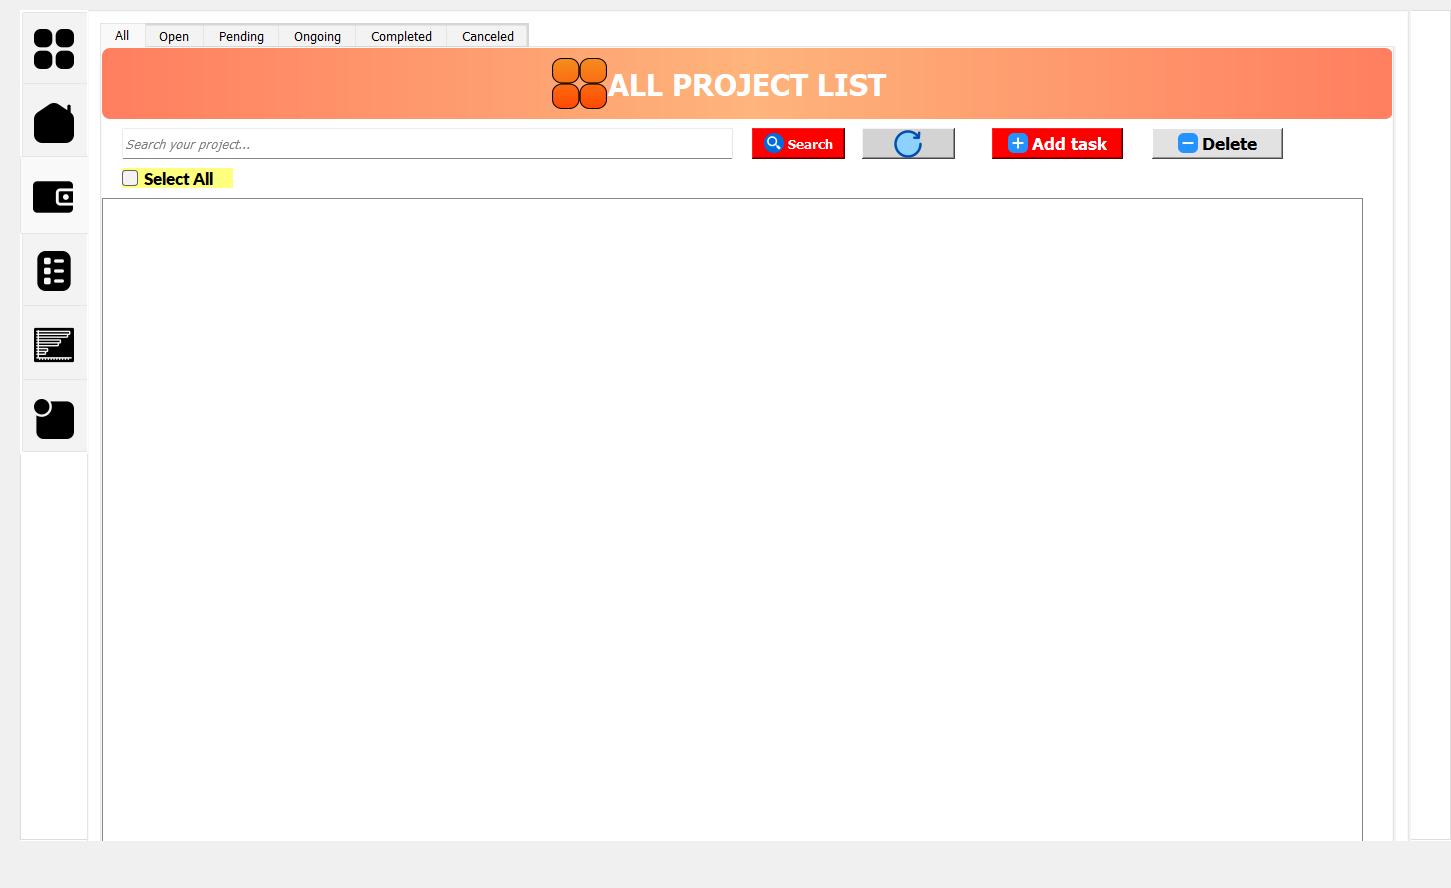 All Open Pending Ongoing Completed Canceled
ALL PROJECT LIST
Search your project... Search Add task Delete
Select All